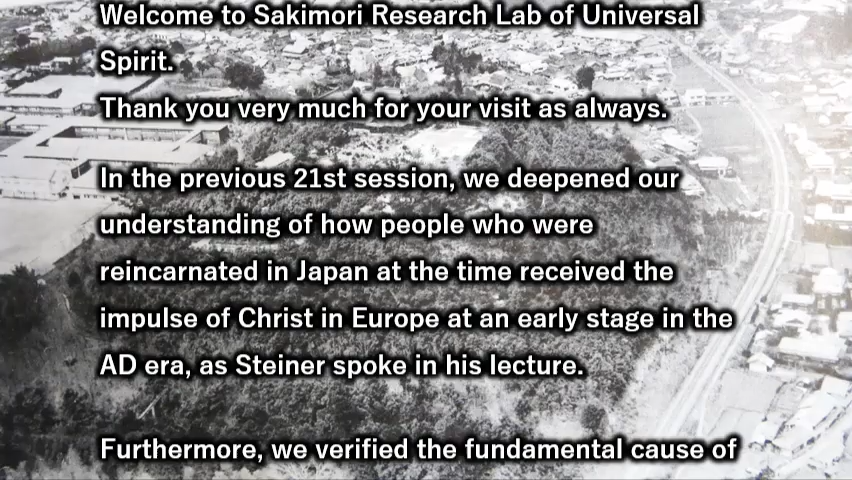 Welcome to Sakimori Research Lab of Universal
Spirit.
Thank you very much for your visit as always.
In the previous 21st session, we deepened our
understanding of how people who were
reincarnated in Japan at the time received the
impulse of Christ in Europe at an early stage in the
AD era, as Steiner spoke in his lecture.
Furthermore, we verified the fundamental cause of